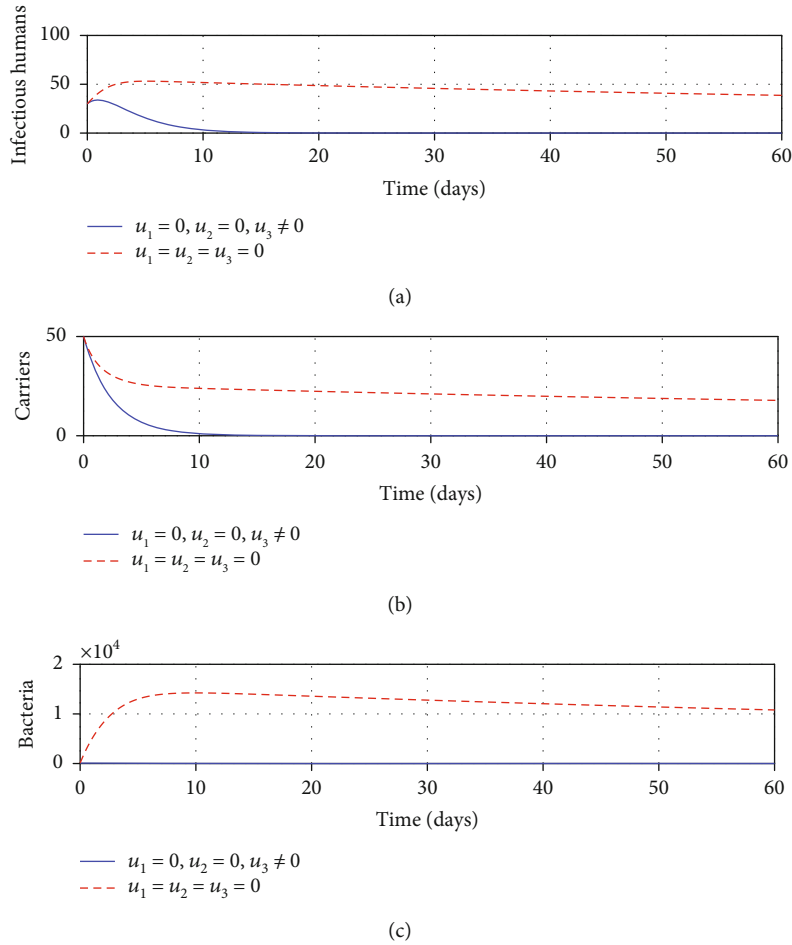 100
50
0
Infectious humans
0 10 20 30 40 50 60
Time (days)
u₁ = 0, u₂ = 0, u₃ ≠ 0
u₁ = u₂ = u₃ = 0
(a)
50
0
Carriers
0 10 20 30 40 50 60
Time (days)
u₁ = 0, u₂ = 0, u₃ ≠ 0
u₁ = u₂ = u₃ = 0
(b)
×10⁴
2
1
0
Bacteria
0 10 20 30 40 50 60
Time (days)
u₁ = 0, u₂ = 0, u₃ ≠ 0
u₁ = u₂ = u₃ = 0
(c)